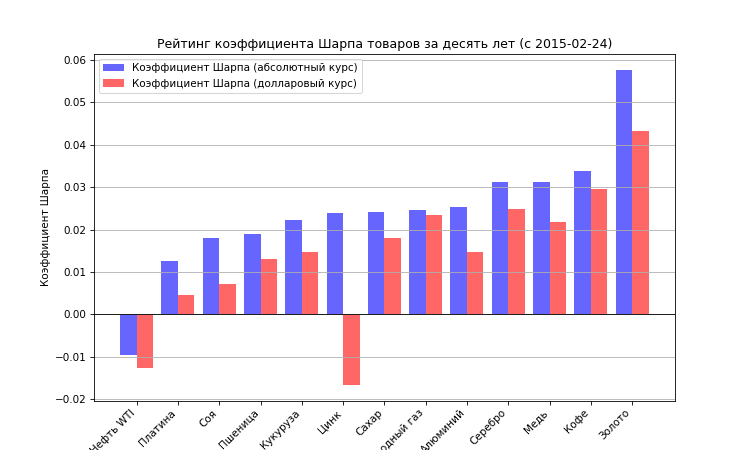 Рейтинг коэффициента Шарпа товаров за десять лет (с 2015-02-24)
Коэффициент Шарпа (абсолютный курс)
Коэффициент Шарпа (долларовый курс)
Коэффициент Шарпа
0.06
0.05
0.04
0.03
0.02
0.01
0.00
−0.01
−0.02
Нефть WTI
Платина
Соя
Пшеница
Кукуруза
Цинк
Сахар
газ
Алюминий
Серебро
Медь
Кофе
Золото